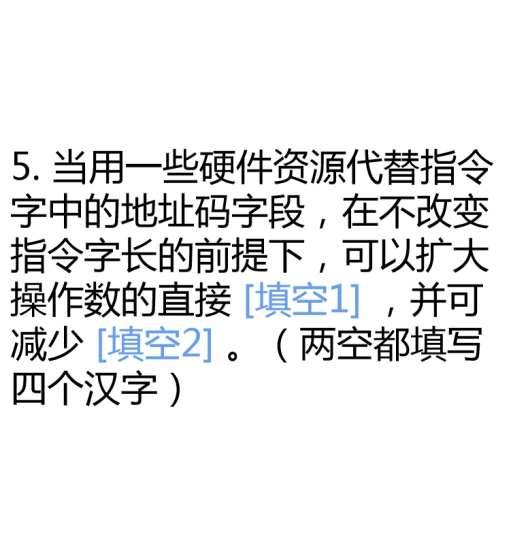 5. 当用一些硬件资源代替指令
字中的地址码字段，在不改变
指令字长的前提下，可以扩大
操作数的直接 [填空1] ，并可
减少 [填空2] 。（两空都填写
四个汉字）